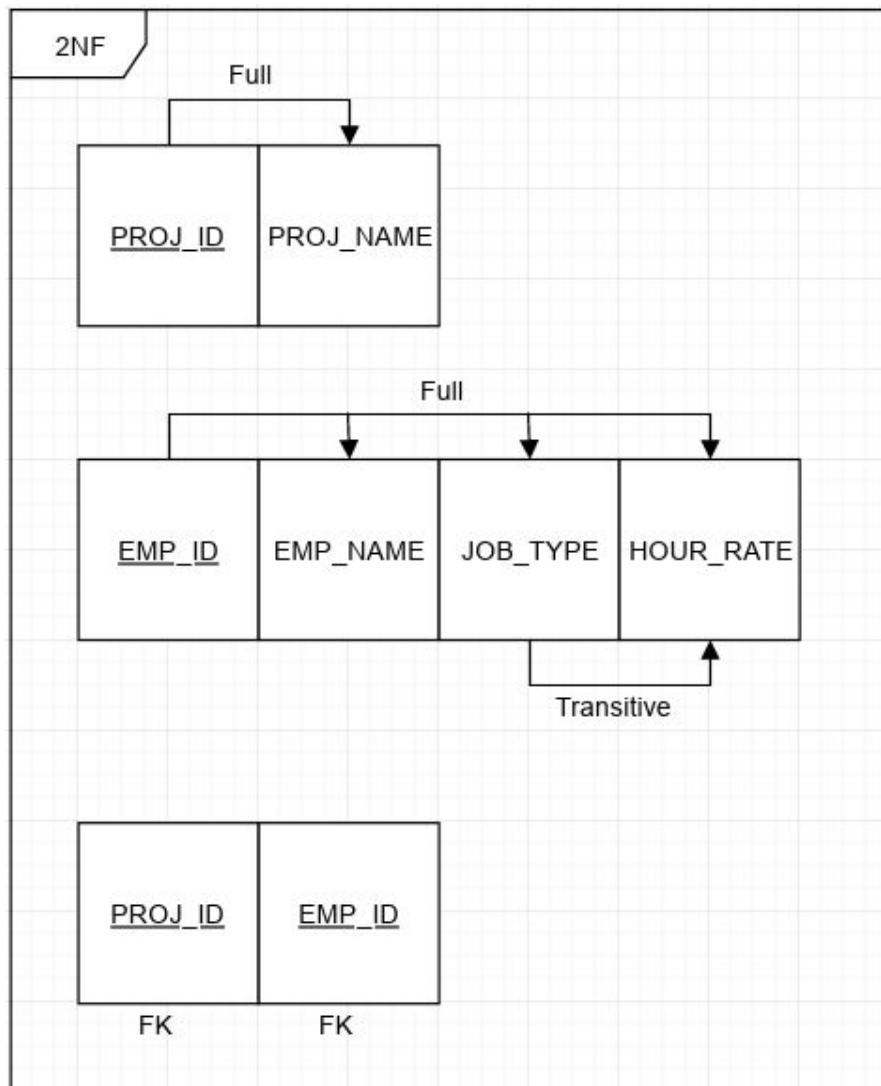 2NF
Full
PROJ_ID PROJ_NAME
Full
EMP_ID EMP_NAME JOB_TYPE HOUR_RATE
Transitive
PROJ_ID EMP_ID
FK FK